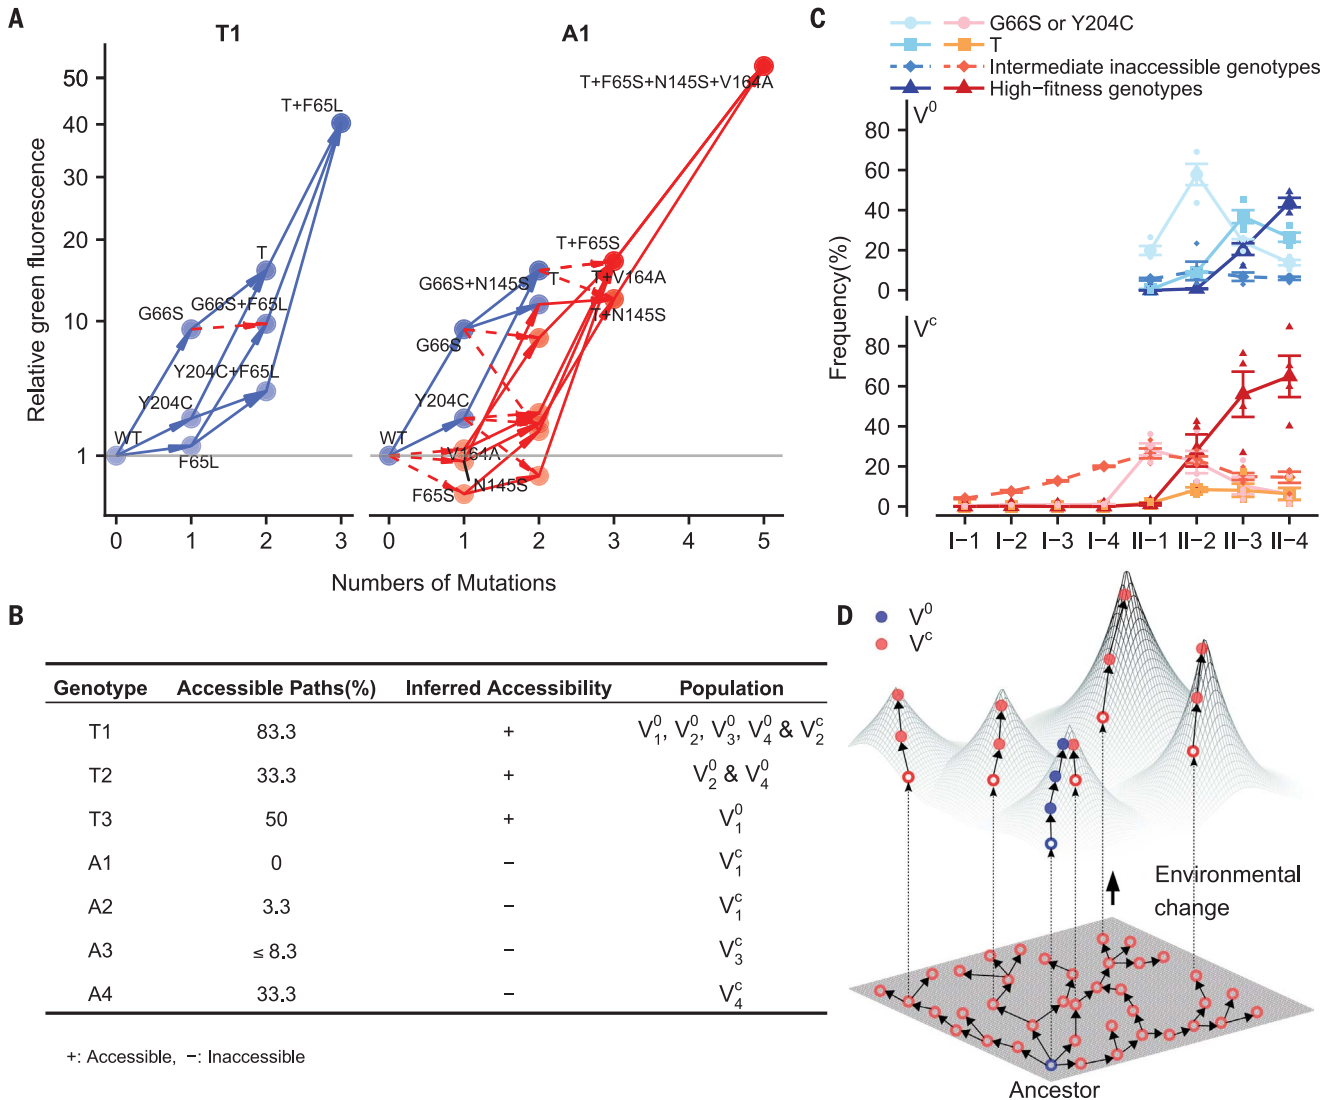 A
T1
A1
Relative green fluorescence
50
40
30
20
10
1
T+F65L
T
G66S
G66S+F65L
Y204C+F65L
Y204C
WT
F65L
T+F65S+N145S+V164A
T+F65S
G66S+N145S
T
T+V164A
T+N145S
G66S
Y204C
WT
V164A
N145S
F65S
0 1 2 3
0 1 2 3 4 5
Numbers of Mutations
B
Genotype Accessible Paths(%) Inferred Accessibility Population
T1 83.3 + V⁰₁, V⁰₂, V⁰₃, V⁰₄ & Vᶜ₂
T2 33.3 + V⁰₂ & V⁰₄
T3 50 + V⁰₁
A1 0 − Vᶜ₁
A2 3.3 − Vᶜ₁
A3 ≤ 8.3 − Vᶜ₃
A4 33.3 − Vᶜ₄
+: Accessible, −: Inaccessible
C
G66S or Y204C
T
Intermediate inaccessible genotypes
High−fitness genotypes
Frequency(%)
V⁰
80
60
40
20
0
Vᶜ
80
60
40
20
0
I−1 I−2 I−3 I−4 II−1 II−2 II−3 II−4
D
V⁰
Vᶜ
Environmental
change
Ancestor